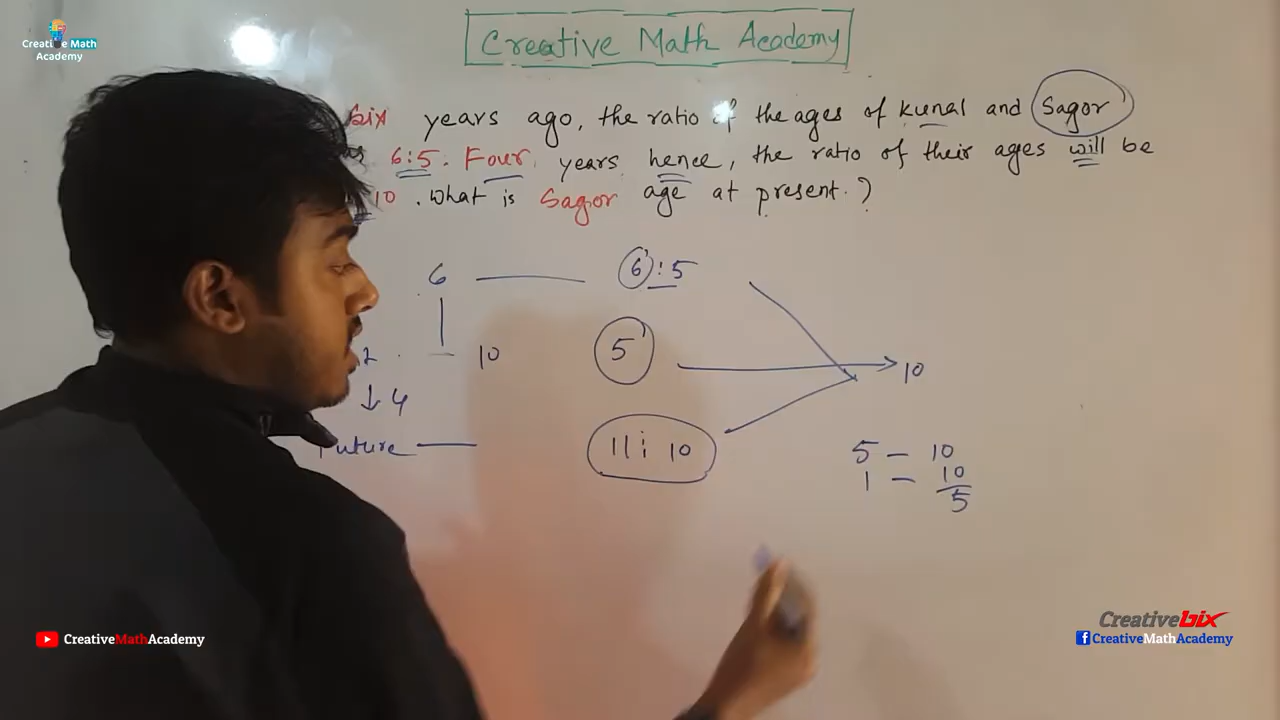 Creative Math
Academy
Creative Math Academy
Six years ago, the ratio of the ages of Kunal and Sagor
6:5. Four years hence, the ratio of their ages will be
10. What is Sagor age at present.?
6 6:5
2 10 5 10
4
Future 11:10
5 - 10
1 - 10
5
CreativeMathAcademy
Creativebix
CreativeMathAcademy